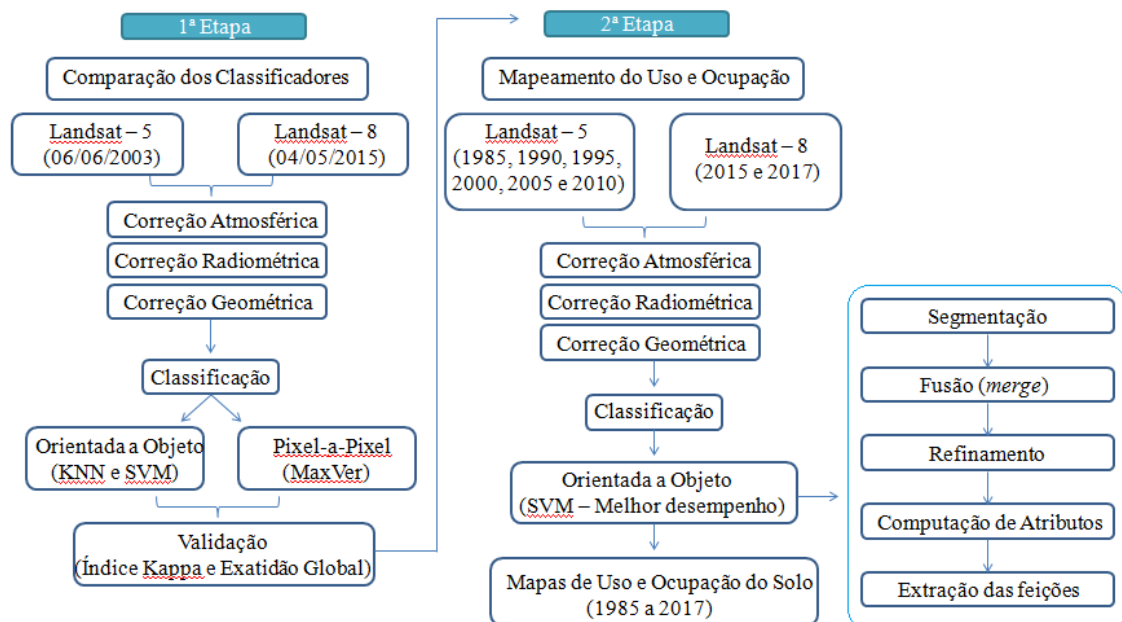 1ª Etapa
Comparação dos Classificadores
Landsat – 5
(06/06/2003)
Landsat – 8
(04/05/2015)
Correção Atmosférica
Correção Radiométrica
Correção Geométrica
Classificação
Orientada a Objeto
(KNN e SVM)
Pixel-a-Pixel
(MaxVer)
Validação
(Índice Kappa e Exatidão Global)
2ª Etapa
Mapeamento do Uso e Ocupação
Landsat – 5
(1985, 1990, 1995,
2000, 2005 e 2010)
Landsat – 8
(2015 e 2017)
Correção Atmosférica
Correção Radiométrica
Correção Geométrica
Classificação
Orientada a Objeto
(SVM – Melhor desempenho)
Mapas de Uso e Ocupação do Solo
(1985 a 2017)
Segmentação
Fusão (merge)
Refinamento
Computação de Atributos
Extração das feições